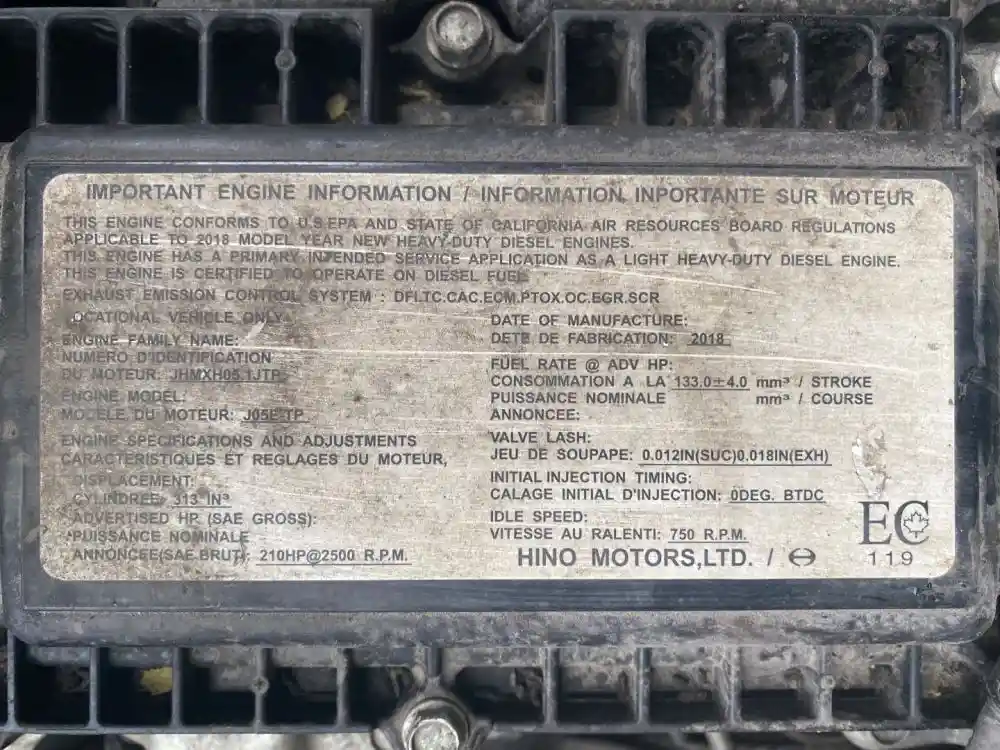 IMPORTANT ENGINE INFORMATION / INFORMATION INPORTANTE SUR MOTEUR
THIS ENGINE CONFORMS TO U.S EPA AND STATE OF CALIFORNIA AIR RESOURCES BOARD REGULATIONS
APPLICABLE TO 2018 MODEL YEAR NEW HEAVY-DUTY DIESEL ENGINES.
THIS ENGINE HAS A PRIMARY INTENDED SERVICE APPLICATION AS A LIGHT HEAVY-DUTY DIESEL ENGINE.
THIS ENGINE IS CERTIFIED TO OPERATE ON DIESEL FUEL
EXHAUST EMISSION CONTROL SYSTEM : DFLTC.CAC.ECM.PTOX.OC.EGR.SCR
OCATIONAL VEHICLE ONLY
ENGINE FAMILY NAME:
NUMERO D'IDENTIFICATION
DU MOTEUR: JHMXH05.1JTP
ENGINE MODEL:
MODELE DU MOTEUR: J05E-TP
ENGINE SPECIFICATIONS AND ADJUSTMENTS
CARACTERISTIQUES ET REGLAGES DU MOTEUR,
DISPLACEMENT:
CYLINDREE: 313 IN³
ADVERTISED HP. (SAE GROSS):
PUISSANCE NOMINALE
ANNONCEE(SAE BRUT): 210HP@2500 R.P.M.
DATE OF MANUFACTURE:
DETE DE FABRICATION: 2018
FUEL RATE @ ADV HP:
CONSOMMATION A LA 133.0±4.0 mm³ / STROKE
PUISSANCE NOMINALE mm³ / COURSE
ANNONCEE:
VALVE LASH:
JEU DE SOUPAPE: 0.012IN(SUC)0.018IN(EXH)
INITIAL INJECTION TIMING:
CALAGE INITIAL D'INJECTION: 0DEG. BTDC
IDLE SPEED:
VITESSE AU RALENTI: 750 R.P.M.
HINO MOTORS,LTD. /
EC
119